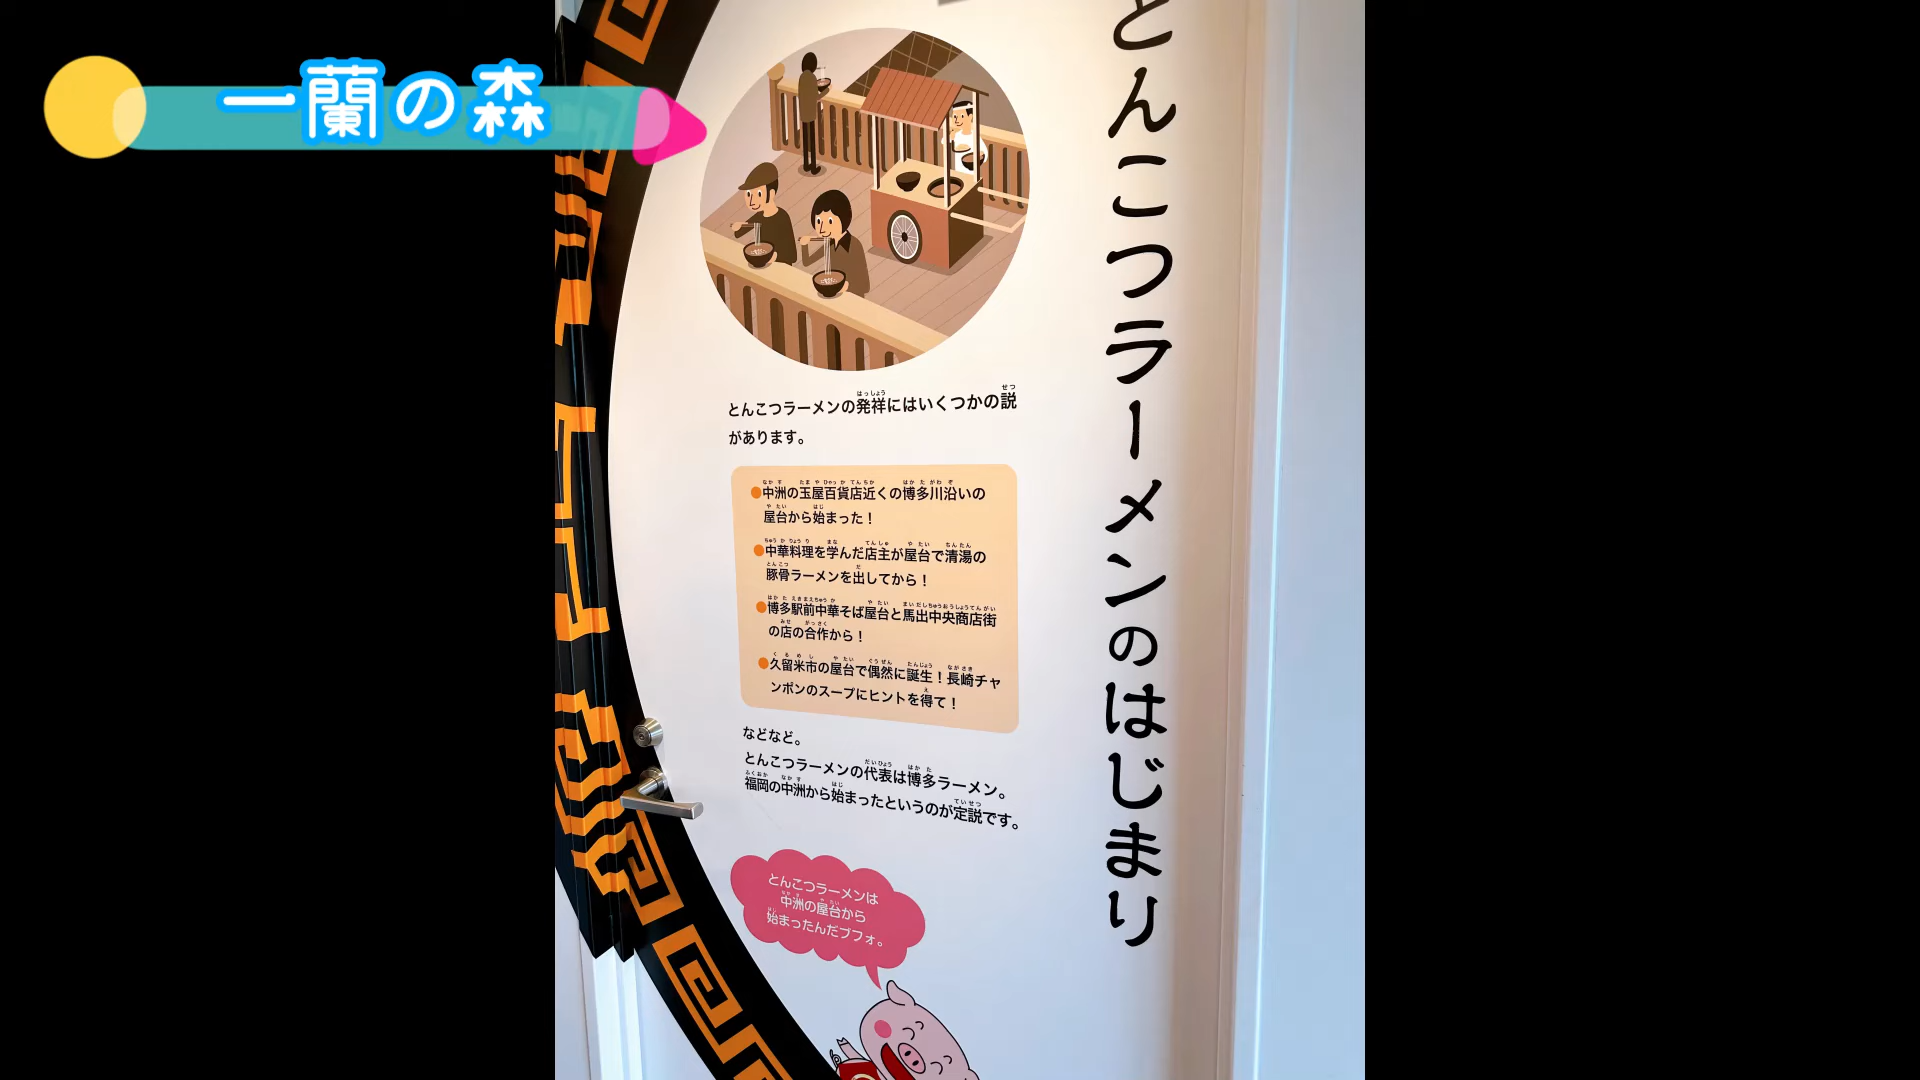 一蘭の森
とんこつラーメンのはじまり
とんこつラーメンの発祥にはいくつかの説
があります。
●中洲の玉屋百貨店近くの博多川沿いの
屋台から始まった！
●中華料理を学んだ店主が屋台で清湯の
豚骨ラーメンを出してから！
●博多駅前中華そば屋台と馬出中央商店街
の店の合作から！
●久留米市の屋台で偶然に誕生！長崎チャ
ンポンのスープにヒントを得て！
などなど。
とんこつラーメンの代表は博多ラーメン。
福岡の中洲から始まったというのが定説です。
とんこつラーメンは
中洲の屋台から
始まったんだブフォ。